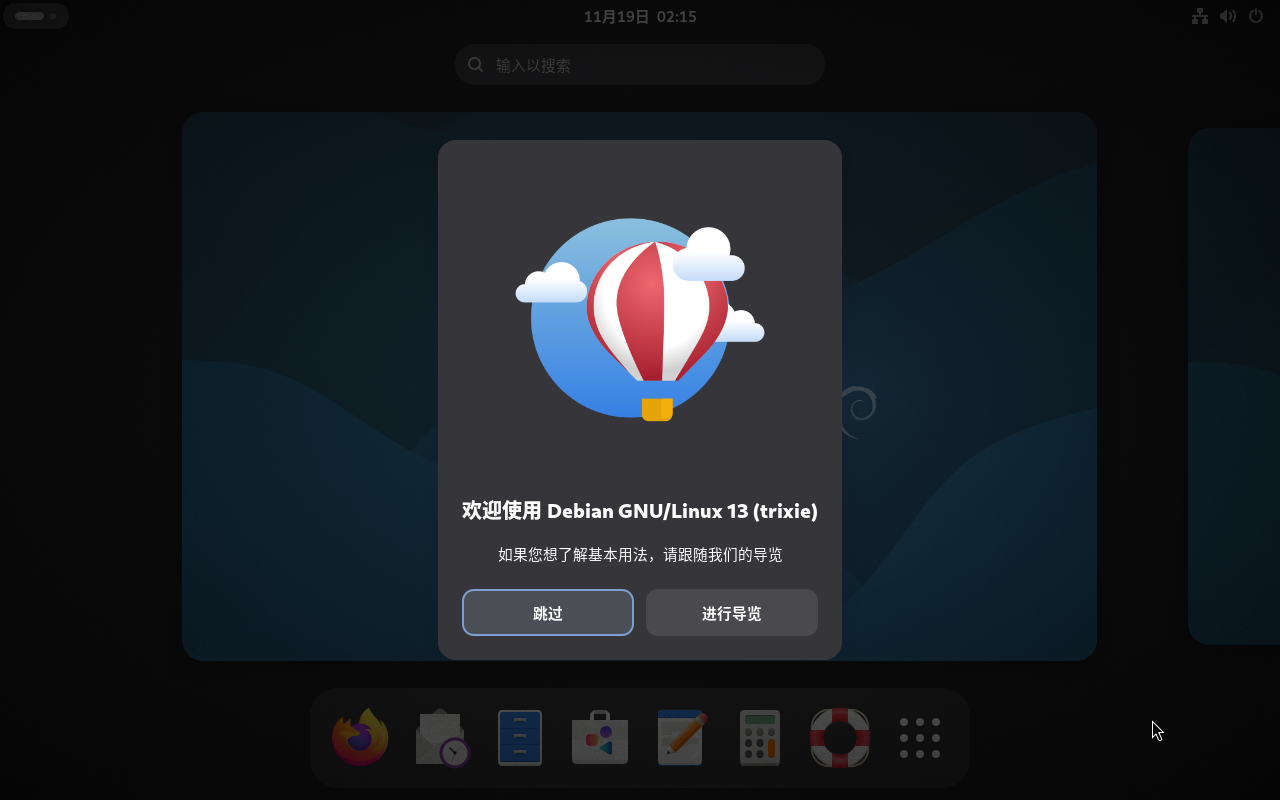 11月19日 02:15
输入以搜索
欢迎使用 Debian GNU/Linux 13 (trixie)
如果您想了解基本用法，请跟随我们的导览
跳过
进行导览